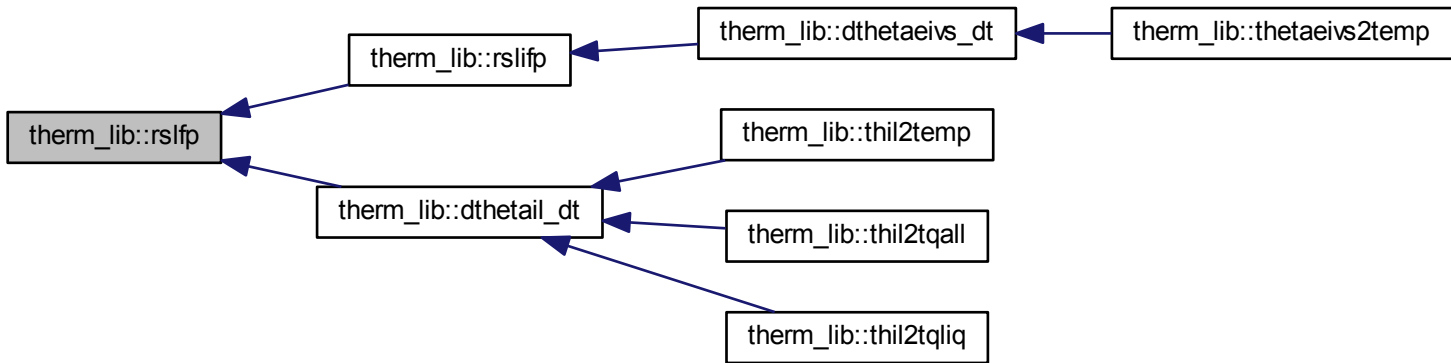 therm_lib::rslfp
therm_lib::rslifp
therm_lib::dthetaeivs_dt
therm_lib::thetaeivs2temp
therm_lib::dthetail_dt
therm_lib::thil2temp
therm_lib::thil2tqall
therm_lib::thil2tqliq